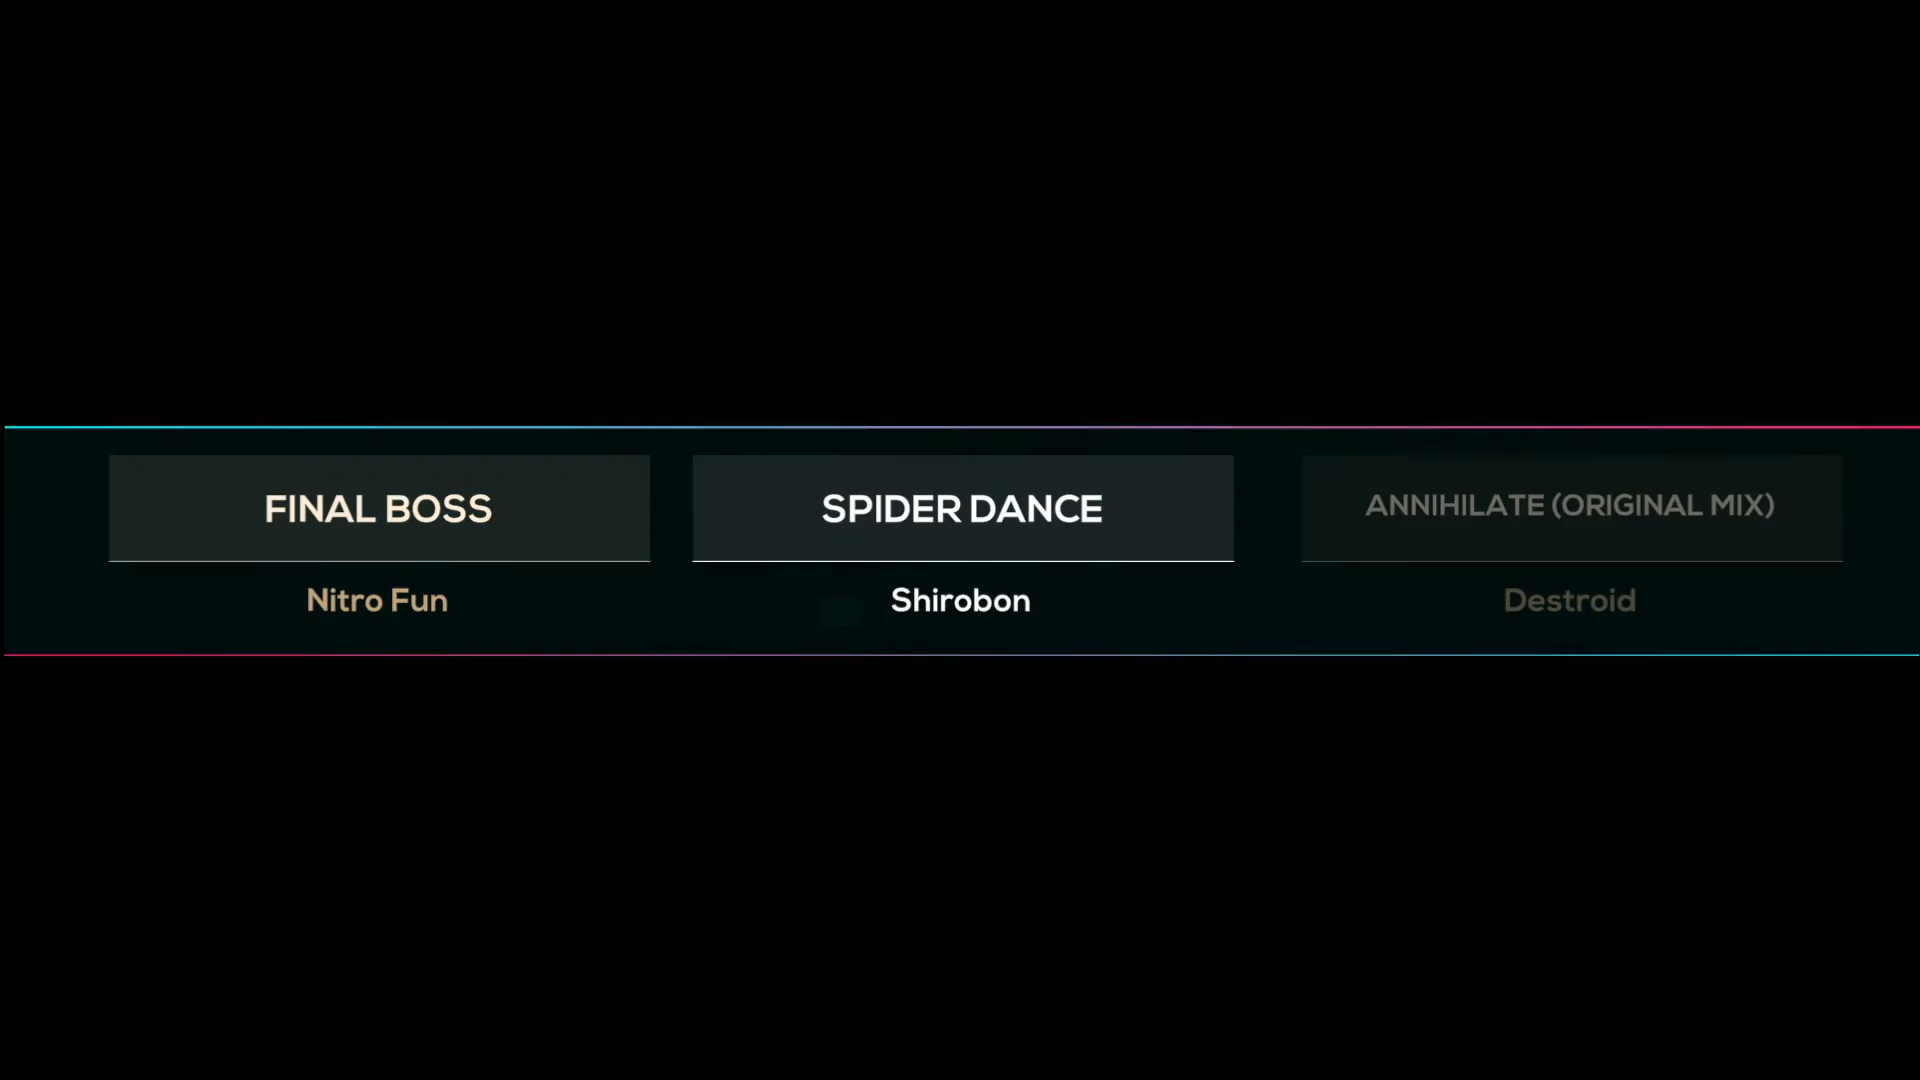 FINAL BOSS
Nitro Fun
SPIDER DANCE
Shirobon
ANNIHILATE (ORIGINAL MIX)
Destroid